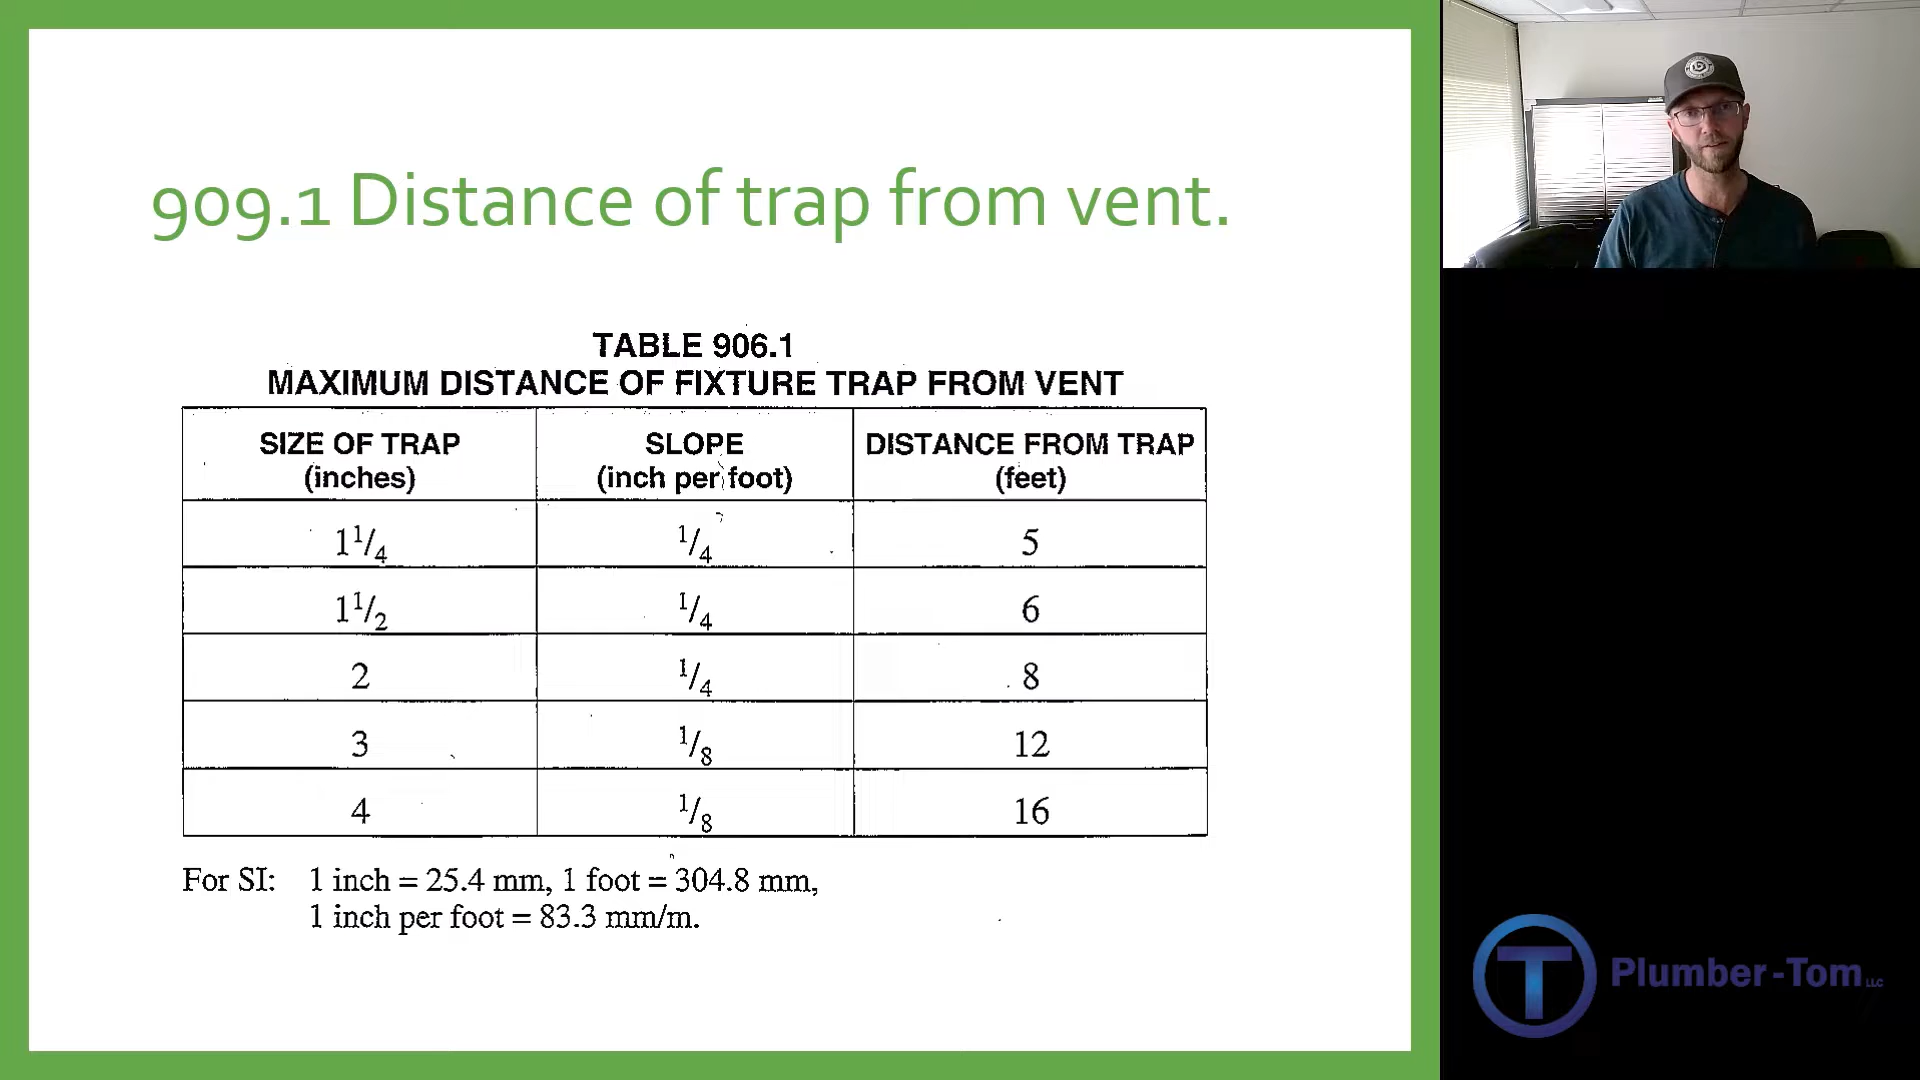 909.1 Distance of trap from vent.
TABLE 906.1
MAXIMUM DISTANCE OF FIXTURE TRAP FROM VENT
SIZE OF TRAP (inches) SLOPE (inch per foot) DISTANCE FROM TRAP (feet)
1 1/4 1/4 5
1 1/2 1/4 6
2 1/4 8
3 1/8 12
4 1/8 16
For SI: 1 inch = 25.4 mm, 1 foot = 304.8 mm,
1 inch per foot = 83.3 mm/m.
T Plumber-Tom LLC